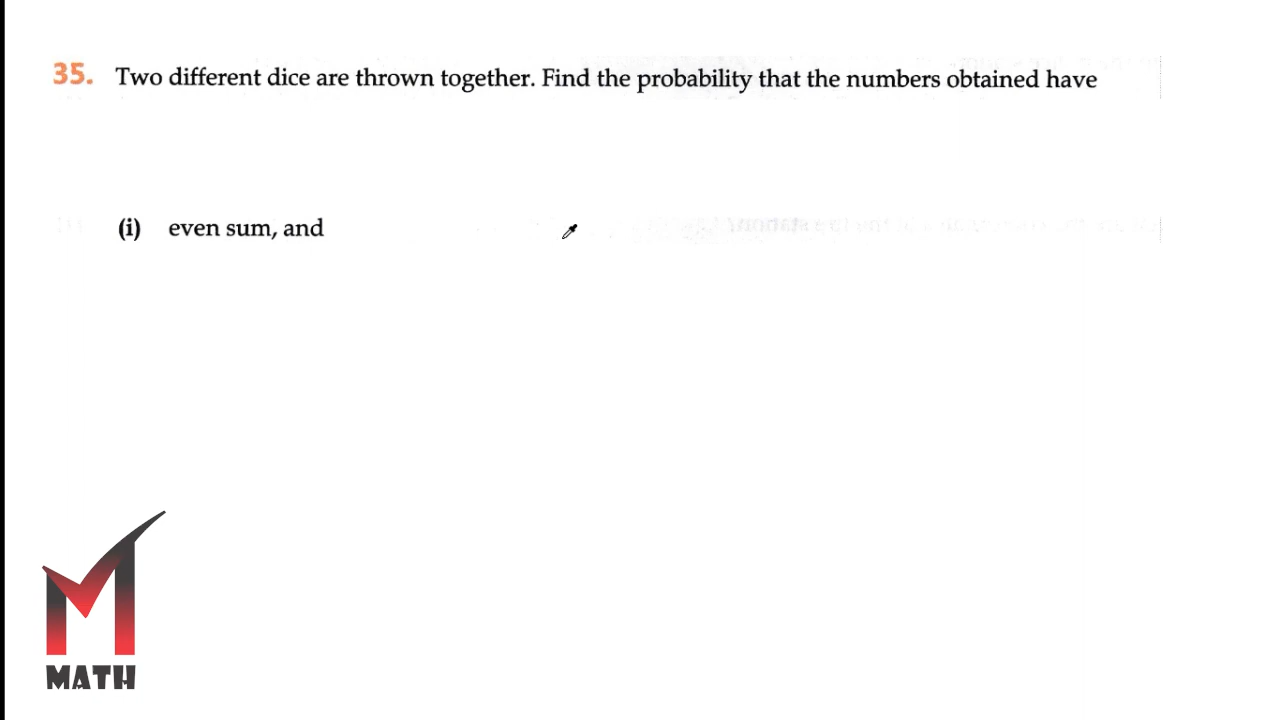 35. Two different dice are thrown together. Find the probability that the numbers obtained have
(i) even sum, and
MATH